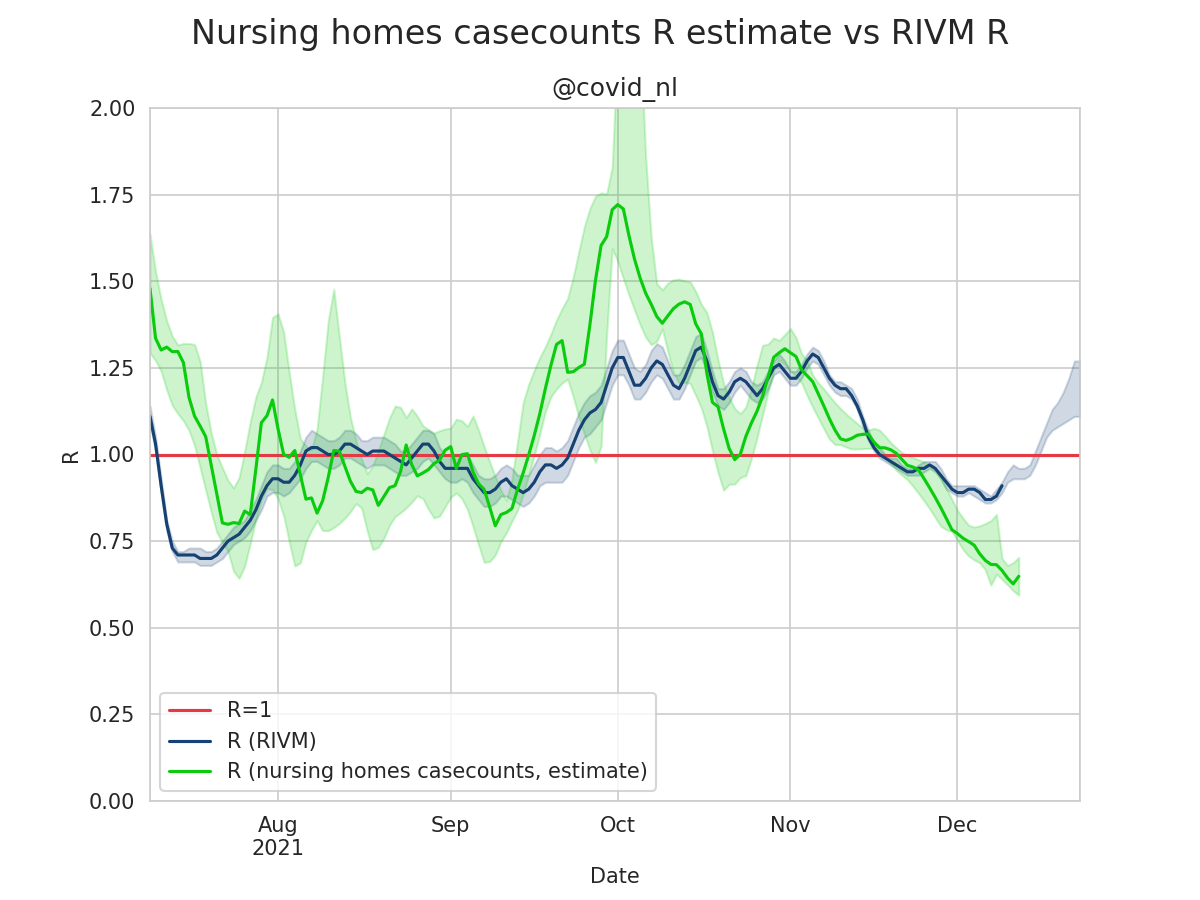 Nursing homes casecounts R estimate vs RIVM R
@covid_nl
2.00
1.75
1.50
1.25
1.00
0.75
0.50
0.25
0.00
R
R=1
R (RIVM)
R (nursing homes casecounts, estimate)
Aug Sep Oct Nov Dec
2021
Date